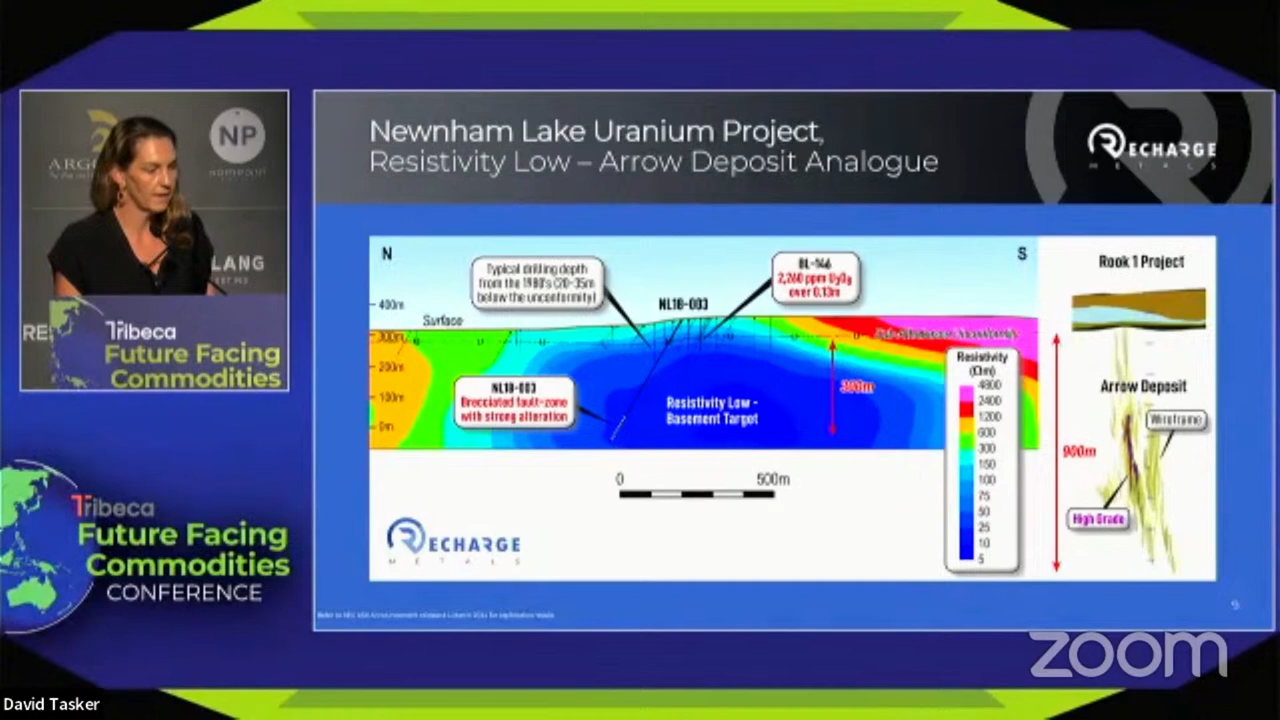 Newnham Lake Uranium Project,
Resistivity Low – Arrow Deposit Analogue
RECHARGE
METALS
NP
LANG
Tribeca
Future Facing
Commodities
N
S
Typical drilling depth
from the 1980's (20-35m
below the unconformity)
NL18-003
BL-146
2,260 ppm U₃O₈
over 0.13m
400m
Surface
300m
200m
100m
0m
NL18-003
Brecciated fault-zone
with strong alteration
Resistivity Low -
Basement Target
300m
Resistivity
(Ωm)
4800
2400
1200
600
300
150
100
75
50
25
10
5
0
500m
RECHARGE
METALS
Rook 1 Project
Arrow Deposit
Wireframe
900m
High Grade
9
Tribeca
Future Facing
Commodities
CONFERENCE
zoom
David Tasker